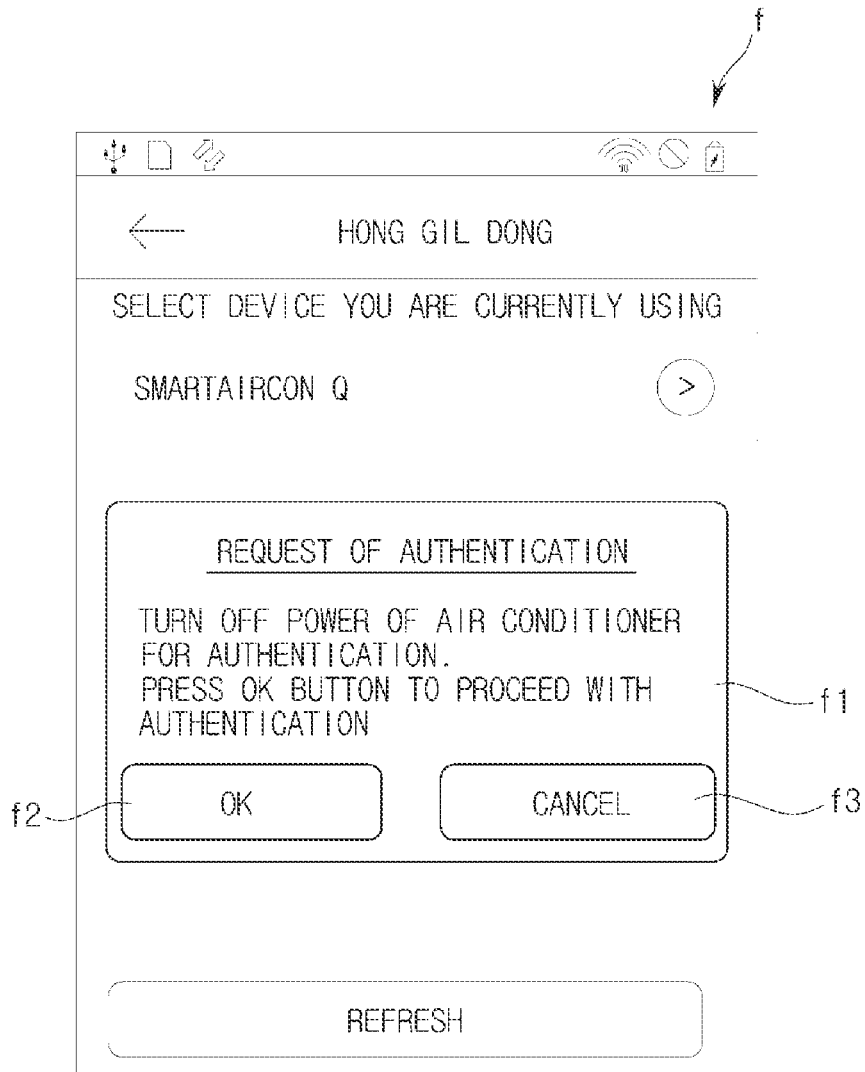 f
HONG GIL DONG
SELECT DEVICE YOU ARE CURRENTLY USING
SMARTAIRCON Q
>
REQUEST OF AUTHENTICATION
TURN OFF POWER OF AIR CONDITIONER
FOR AUTHENTICATION.
PRESS OK BUTTON TO PROCEED WITH
AUTHENTICATION
f1
OK
CANCEL
f2
f3
REFRESH